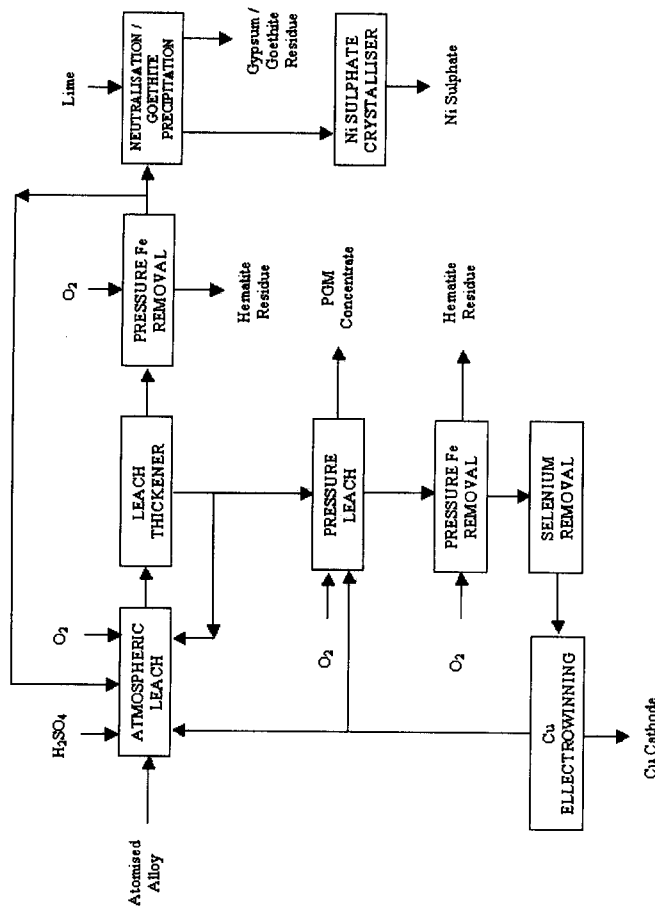 Lime
NEUTRALISATION /
GOETHITE
PRECIPITATION
Gypsum /
Goethite
Residue
Ni SULPHATE
CRYSTALLISER
Ni Sulphate
O2
PRESSURE Fe
REMOVAL
Hematite
Residue
PGM
Concentrate
Hematite
Residue
LEACH
THICKENER
PRESSURE
LEACH
PRESSURE Fe
REMOVAL
SELENIUM
REMOVAL
H2SO4
O2
ATMOSPHERIC
LEACH
O2
O2
Cu
ELLECTROWINNING
Atomised
Alloy
Cu Cathode